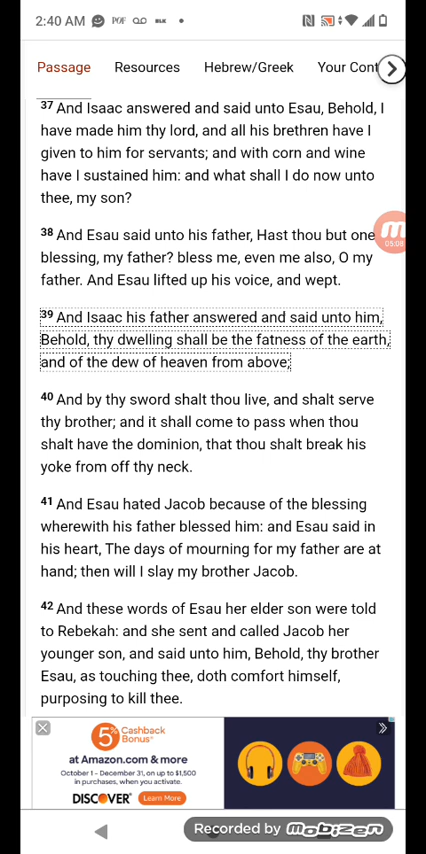 2:40 AM
Passage Resources Hebrew/Greek Your Cont
37 And Isaac answered and said unto Esau, Behold, I
have made him thy lord, and all his brethren have I
given to him for servants; and with corn and wine
have I sustained him: and what shall I do now unto
thee, my son?
38 And Esau said unto his father, Hast thou but one
blessing, my father? bless me, even me also, O my
father. And Esau lifted up his voice, and wept.
05:08
39 And Isaac his father answered and said unto him,
Behold, thy dwelling shall be the fatness of the earth,
and of the dew of heaven from above;
40 And by thy sword shalt thou live, and shalt serve
thy brother; and it shall come to pass when thou
shalt have the dominion, that thou shalt break his
yoke from off thy neck.
41 And Esau hated Jacob because of the blessing
wherewith his father blessed him: and Esau said in
his heart, The days of mourning for my father are at
hand; then will I slay my brother Jacob.
42 And these words of Esau her elder son were told
to Rebekah: and she sent and called Jacob her
younger son, and said unto him, Behold, thy brother
Esau, as touching thee, doth comfort himself,
purposing to kill thee.
5% Cashback
Bonus
at Amazon.com & more
October 1 - December 31, on up to $1,500
in purchases, when you activate.
DISCOVER Learn More
Recorded by mobizen